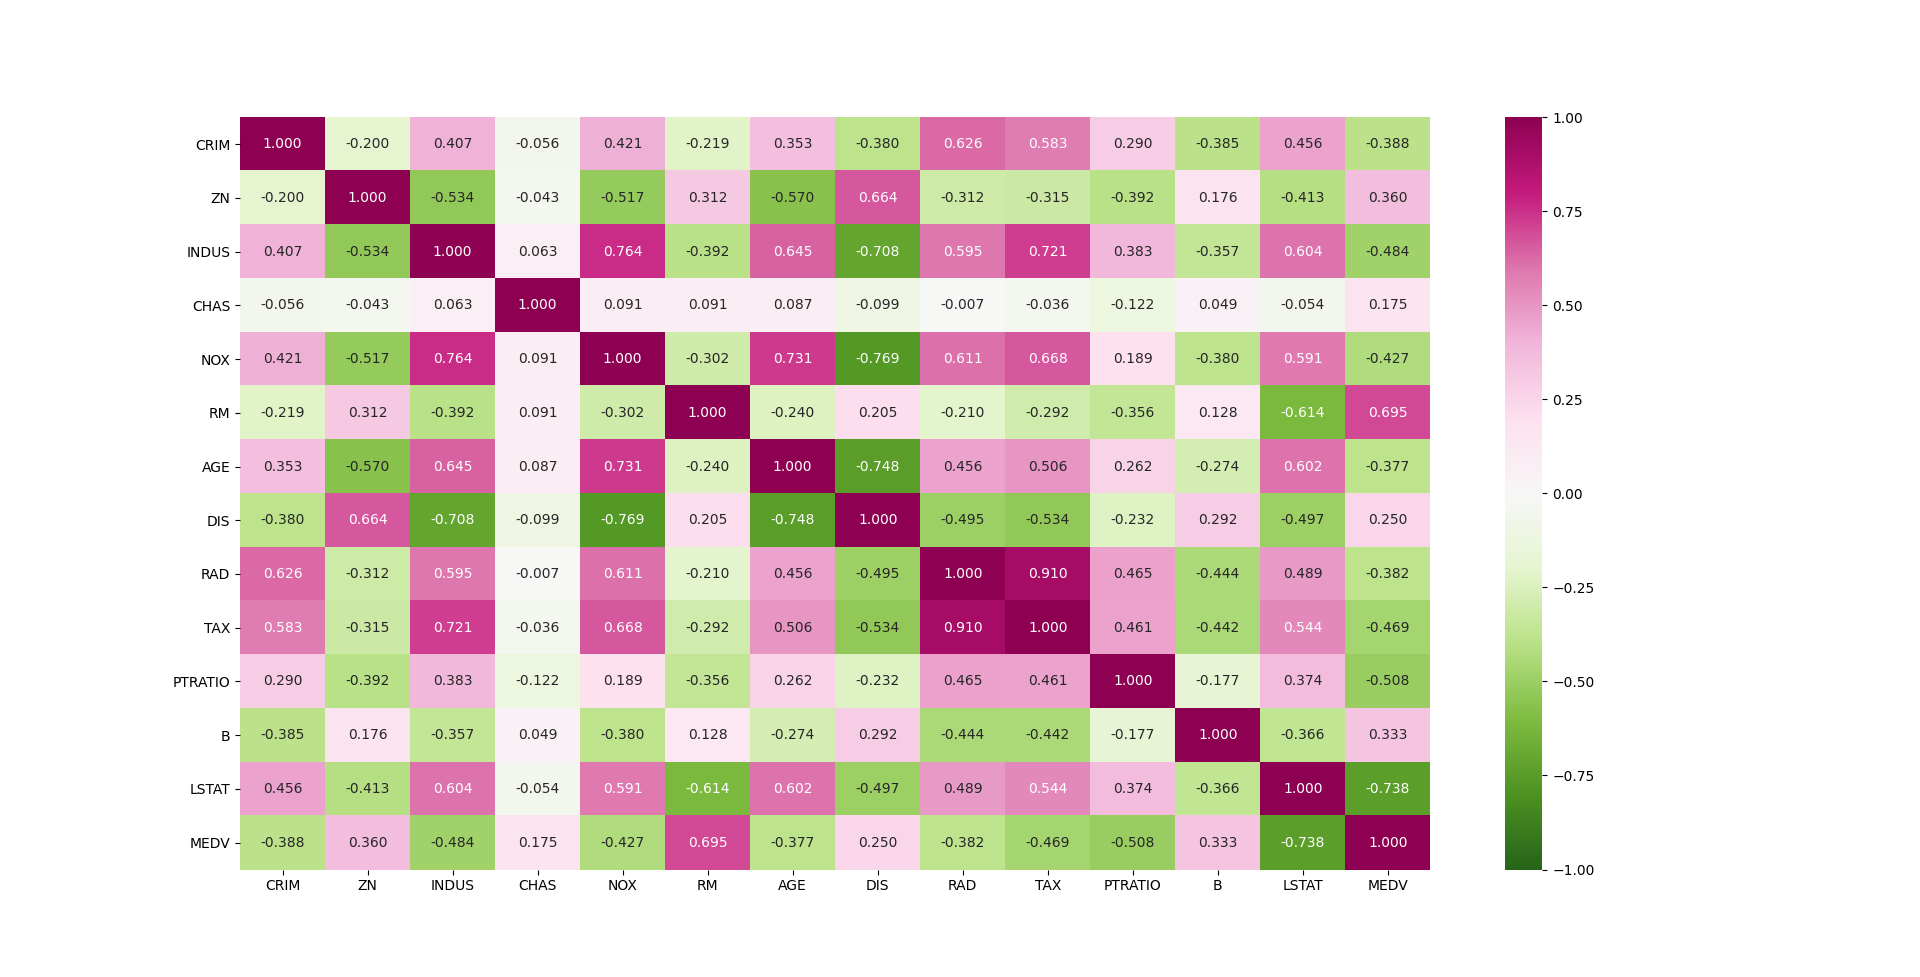 CRIM 1.000 -0.200 0.407 -0.056 0.421 -0.219 0.353 -0.380 0.626 0.583 0.290 -0.385 0.456 -0.388
ZN -0.200 1.000 -0.534 -0.043 -0.517 0.312 -0.570 0.664 -0.312 -0.315 -0.392 0.176 -0.413 0.360
INDUS 0.407 -0.534 1.000 0.063 0.764 -0.392 0.645 -0.708 0.595 0.721 0.383 -0.357 0.604 -0.484
CHAS -0.056 -0.043 0.063 1.000 0.091 0.091 0.087 -0.099 -0.007 -0.036 -0.122 0.049 -0.054 0.175
NOX 0.421 -0.517 0.764 0.091 1.000 -0.302 0.731 -0.769 0.611 0.668 0.189 -0.380 0.591 -0.427
RM -0.219 0.312 -0.392 0.091 -0.302 1.000 -0.240 0.205 -0.210 -0.292 -0.356 0.128 -0.614 0.695
AGE 0.353 -0.570 0.645 0.087 0.731 -0.240 1.000 -0.748 0.456 0.506 0.262 -0.274 0.602 -0.377
DIS -0.380 0.664 -0.708 -0.099 -0.769 0.205 -0.748 1.000 -0.495 -0.534 -0.232 0.292 -0.497 0.250
RAD 0.626 -0.312 0.595 -0.007 0.611 -0.210 0.456 -0.495 1.000 0.910 0.465 -0.444 0.489 -0.382
TAX 0.583 -0.315 0.721 -0.036 0.668 -0.292 0.506 -0.534 0.910 1.000 0.461 -0.442 0.544 -0.469
PTRATIO 0.290 -0.392 0.383 -0.122 0.189 -0.356 0.262 -0.232 0.465 0.461 1.000 -0.177 0.374 -0.508
B -0.385 0.176 -0.357 0.049 -0.380 0.128 -0.274 0.292 -0.444 -0.442 -0.177 1.000 -0.366 0.333
LSTAT 0.456 -0.413 0.604 -0.054 0.591 -0.614 0.602 -0.497 0.489 0.544 0.374 -0.366 1.000 -0.738
MEDV -0.388 0.360 -0.484 0.175 -0.427 0.695 -0.377 0.250 -0.382 -0.469 -0.508 0.333 -0.738 1.000
CRIM ZN INDUS CHAS NOX RM AGE DIS RAD TAX PTRATIO B LSTAT MEDV
1.00
0.75
0.50
0.25
0.00
−0.25
−0.50
−0.75
−1.00